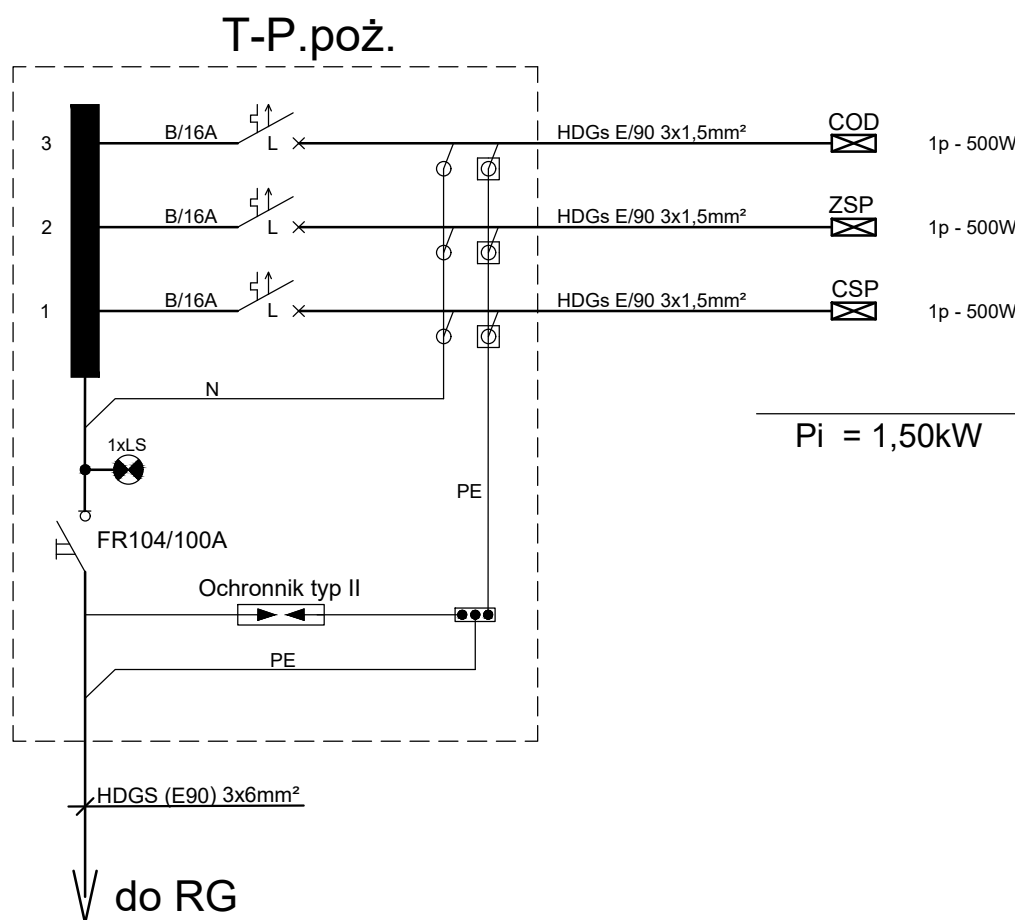 T-P.poż.
3 B/16A L HDGs E/90 3x1,5mm² COD 1p - 500W
2 B/16A L HDGs E/90 3x1,5mm² ZSP 1p - 500W
1 B/16A L HDGs E/90 3x1,5mm² CSP 1p - 500W
N
Pi = 1,50kW
1xLS
PE
FR104/100A
Ochronnik typ II
PE
HDGS (E90) 3x6mm²
do RG